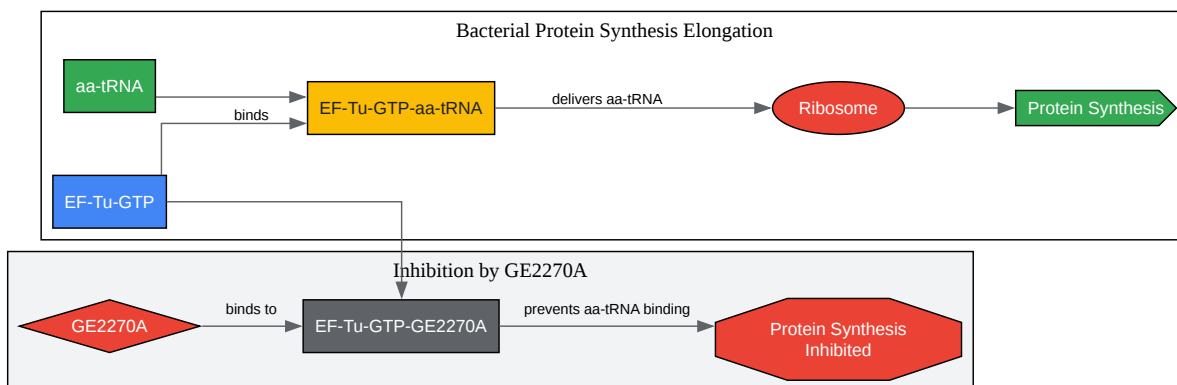 Bacterial Protein Synthesis Elongation
aa-tRNA
binds
EF-Tu-GTP-aa-tRNA
delivers aa-tRNA
Ribosome
Protein Synthesis
EF-Tu-GTP
Inhibition by GE2270A
GE2270A
binds to
EF-Tu-GTP-GE2270A
prevents aa-tRNA binding
Protein Synthesis
Inhibited